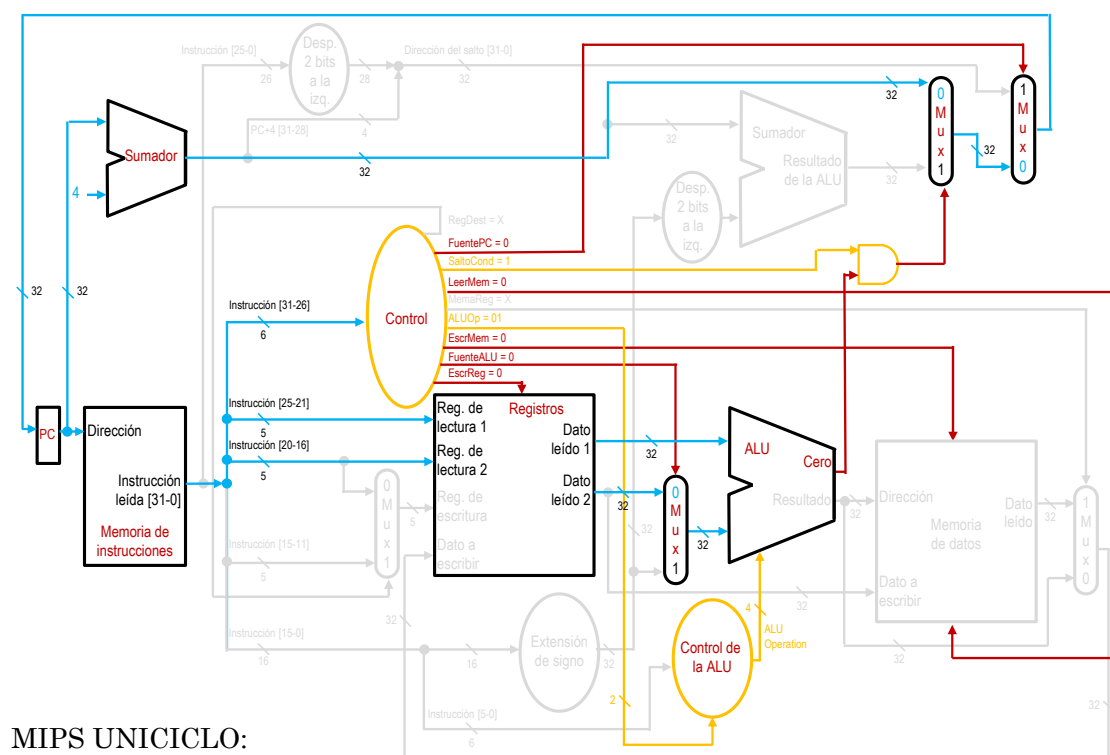 Instrucción [25-0]
26
Desp.
2 bits
a la
izq.
28
Dirección del salto [31-0]
32
PC+4 [31-28]
4
Sumador
4
32
32
0
M
u
x
1
32
1
M
u
x
0
32
Sumador
Resultado
de la ALU
32
32
Desp.
2 bits
a la
izq.
RegDest = X
FuentePC = 0
SaltoCond = 1
LeerMem = 0
MemaReg = X
ALUOp = 01
EscrMem = 0
FuenteALU = 0
EscrReg = 0
Control
32
32
Instrucción [31-26]
6
PC
Dirección
Instrucción
leída [31-0]
Memoria de
instrucciones
Instrucción [25-21]
5
Instrucción [20-16]
5
Instrucción [15-11]
5
0
M
u
x
1
5
Reg. de
lectura 1
Registros
Reg. de
lectura 2
Dato
leído 1
Dato
leído 2
Reg. de
escritura
Dato a
escribir
32
32
32
32
0
M
u
x
1
32
ALU
Cero
Resultado
32
Dirección
Memoria
de datos
Dato
leído
Dato a
escribir
32
1
M
u
x
0
32
32
32
Instrucción [15-0]
16
16
Extensión
de signo
32
Control de
la ALU
4
ALU
Operation
2
Instrucción [5-0]
6
MIPS UNICICLO: